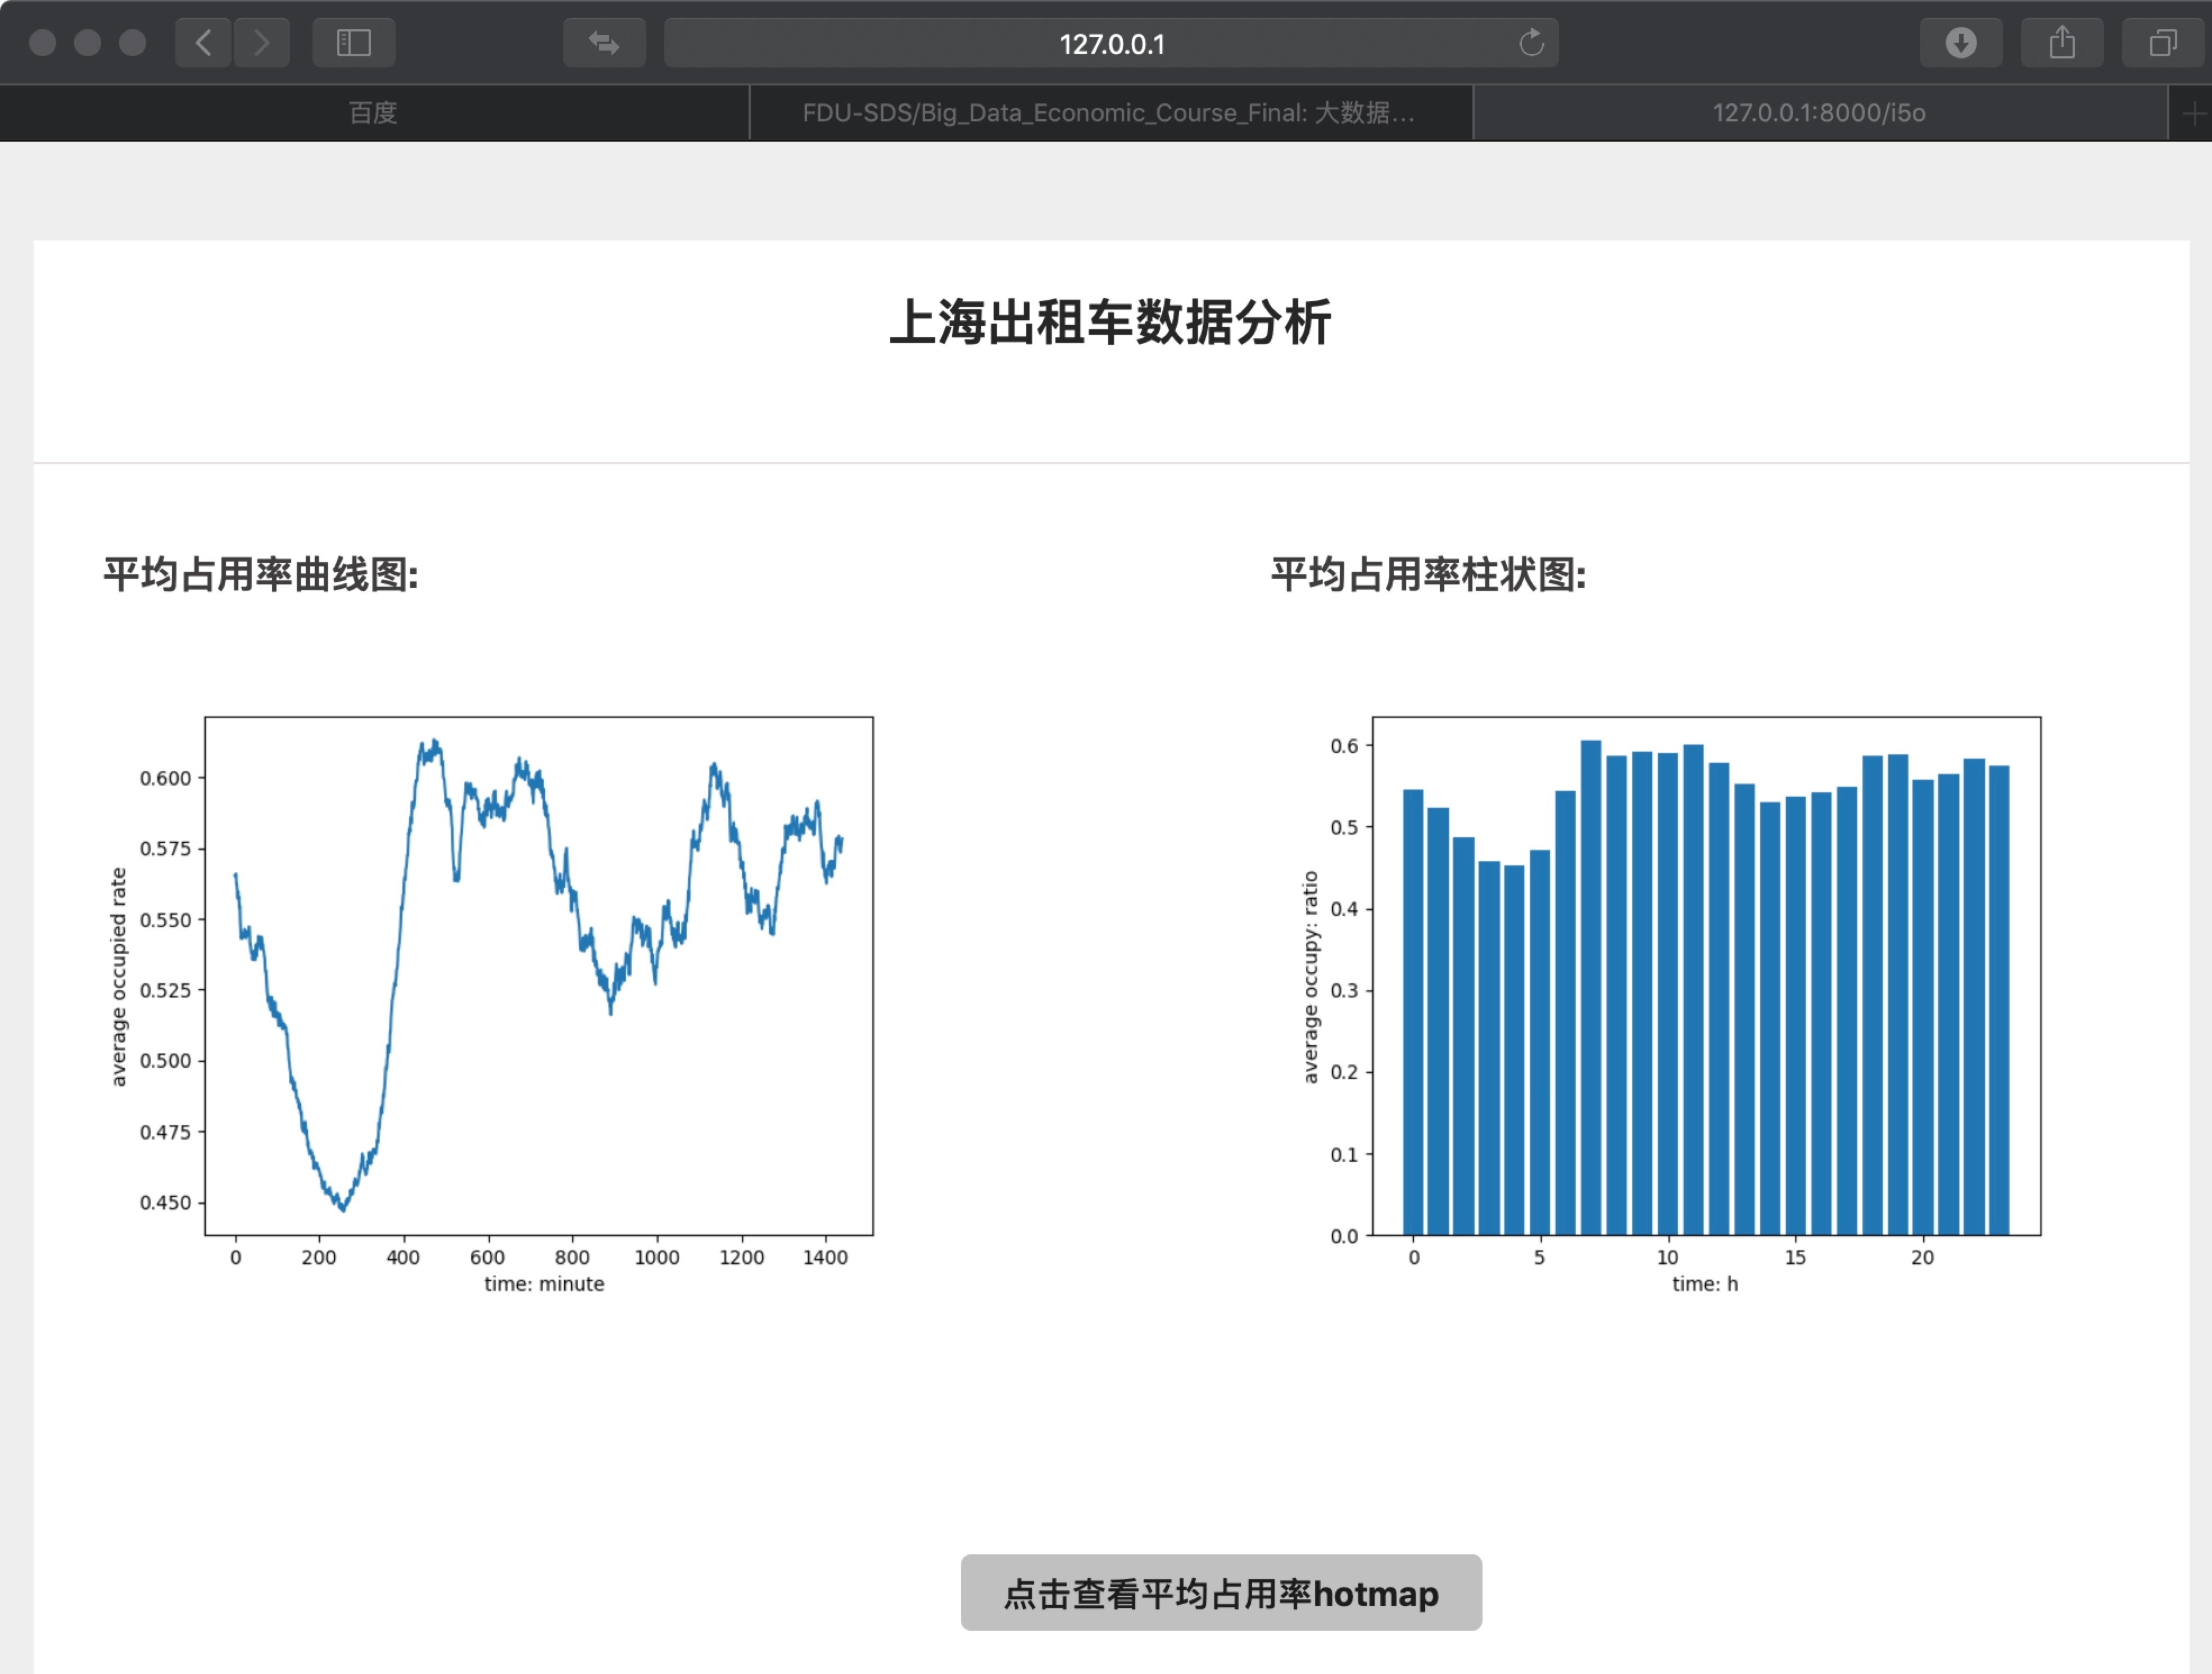 127.0.0.1
百度
FDU-SDS/Big_Data_Economic_Course_Final: 大数据...
127.0.0.1:8000/i5o
上海出租车数据分析
平均占用率曲线图:
平均占用率柱状图:
average occupied rate
0.600
0.575
0.550
0.525
0.500
0.475
0.450
0 200 400 600 800 1000 1200 1400
time: minute
average occupy: ratio
0.6
0.5
0.4
0.3
0.2
0.1
0.0
0 5 10 15 20
time: h
点击查看平均占用率hotmap